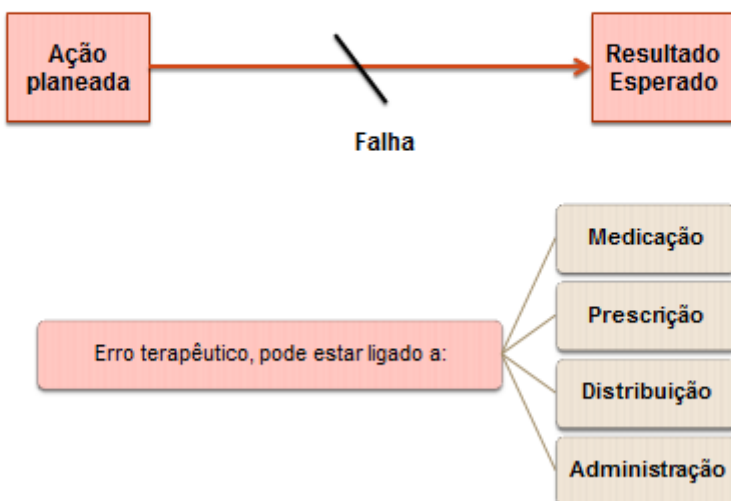 Ação
planeada
Resultado
Esperado
Falha
Erro terapêutico, pode estar ligado a:
Medicação
Prescrição
Distribuição
Administração